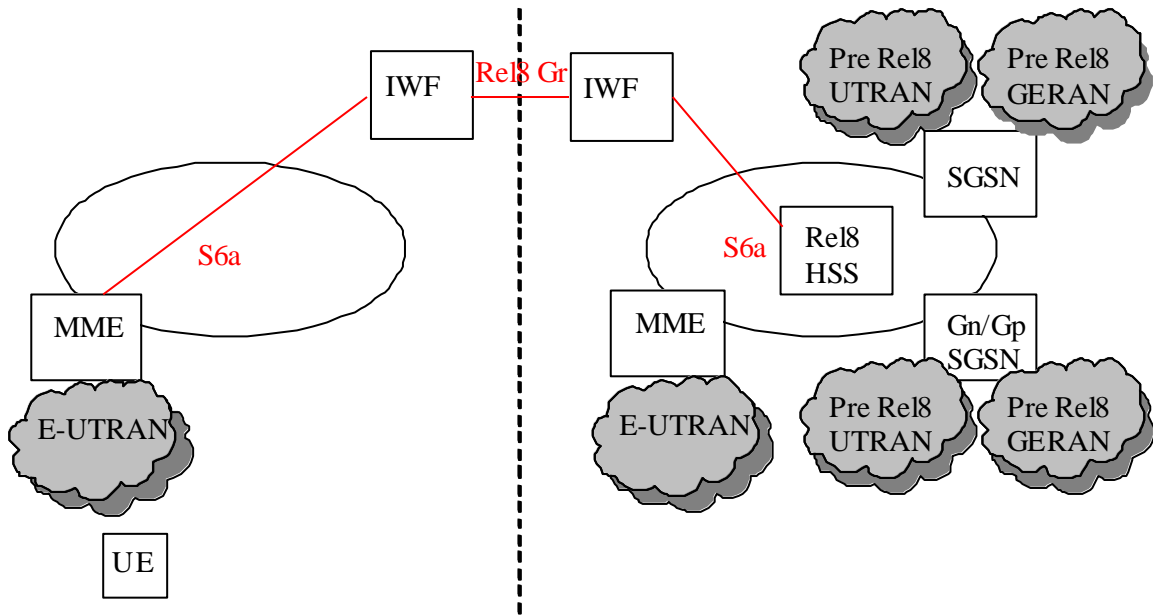 IWF
Rel8 Gr
IWF
Pre Rel8
UTRAN
Pre Rel8
GERAN
SGSN
S6a
S6a
Rel8
HSS
MME
MME
Gn/Gp
SGSN
E-UTRAN
E-UTRAN
Pre Rel8
UTRAN
Pre Rel8
GERAN
UE